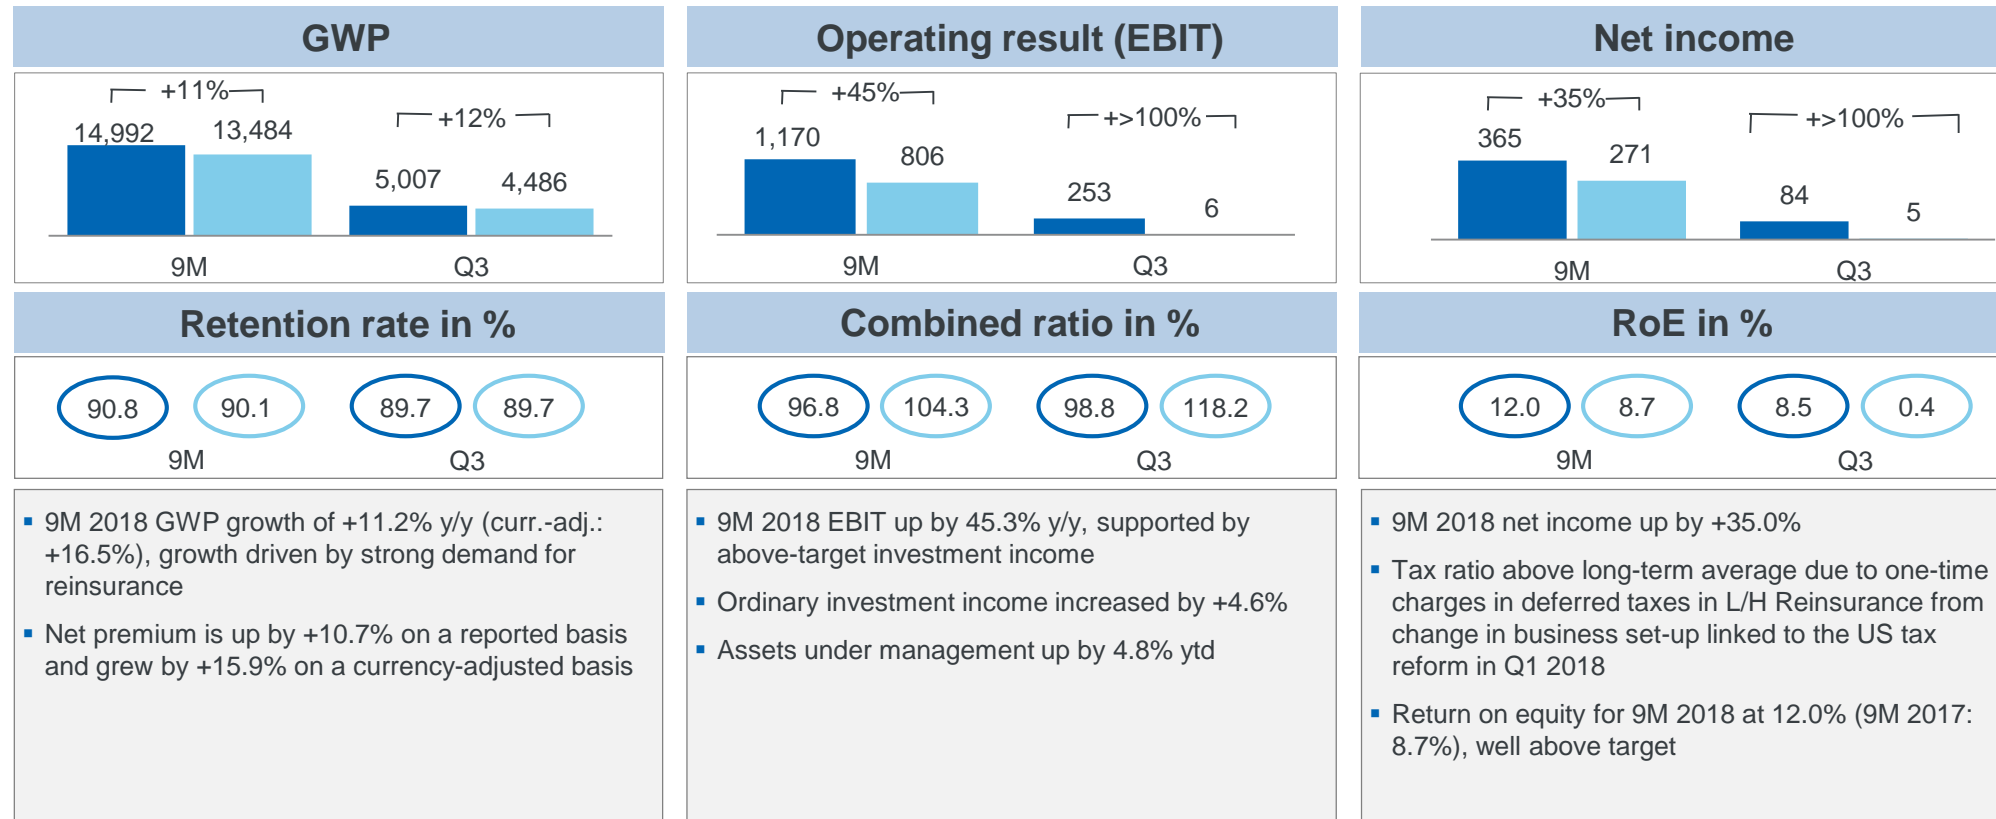 GWP
+11%
+12%
14,992
13,484
5,007
4,486
9M
Q3
Operating result (EBIT)
+45%
+>100%
1,170
806
253
6
9M
Q3
Net income
+35%
+>100%
365
271
84
5
9M
Q3
Retention rate in %
90.8
90.1
89.7
89.7
9M
Q3
Combined ratio in %
96.8
104.3
98.8
118.2
9M
Q3
RoE in %
12.0
8.7
8.5
0.4
9M
Q3
▪ 9M 2018 GWP growth of +11.2% y/y (curr.-adj.:
+16.5%), growth driven by strong demand for
reinsurance
▪ Net premium is up by +10.7% on a reported basis
and grew by +15.9% on a currency-adjusted basis
▪ 9M 2018 EBIT up by 45.3% y/y, supported by
above-target investment income
▪ Ordinary investment income increased by +4.6%
▪ Assets under management up by 4.8% ytd
▪ 9M 2018 net income up by +35.0%
▪ Tax ratio above long-term average due to one-time
charges in deferred taxes in L/H Reinsurance from
change in business set-up linked to the US tax
reform in Q1 2018
▪ Return on equity for 9M 2018 at 12.0% (9M 2017:
8.7%), well above target